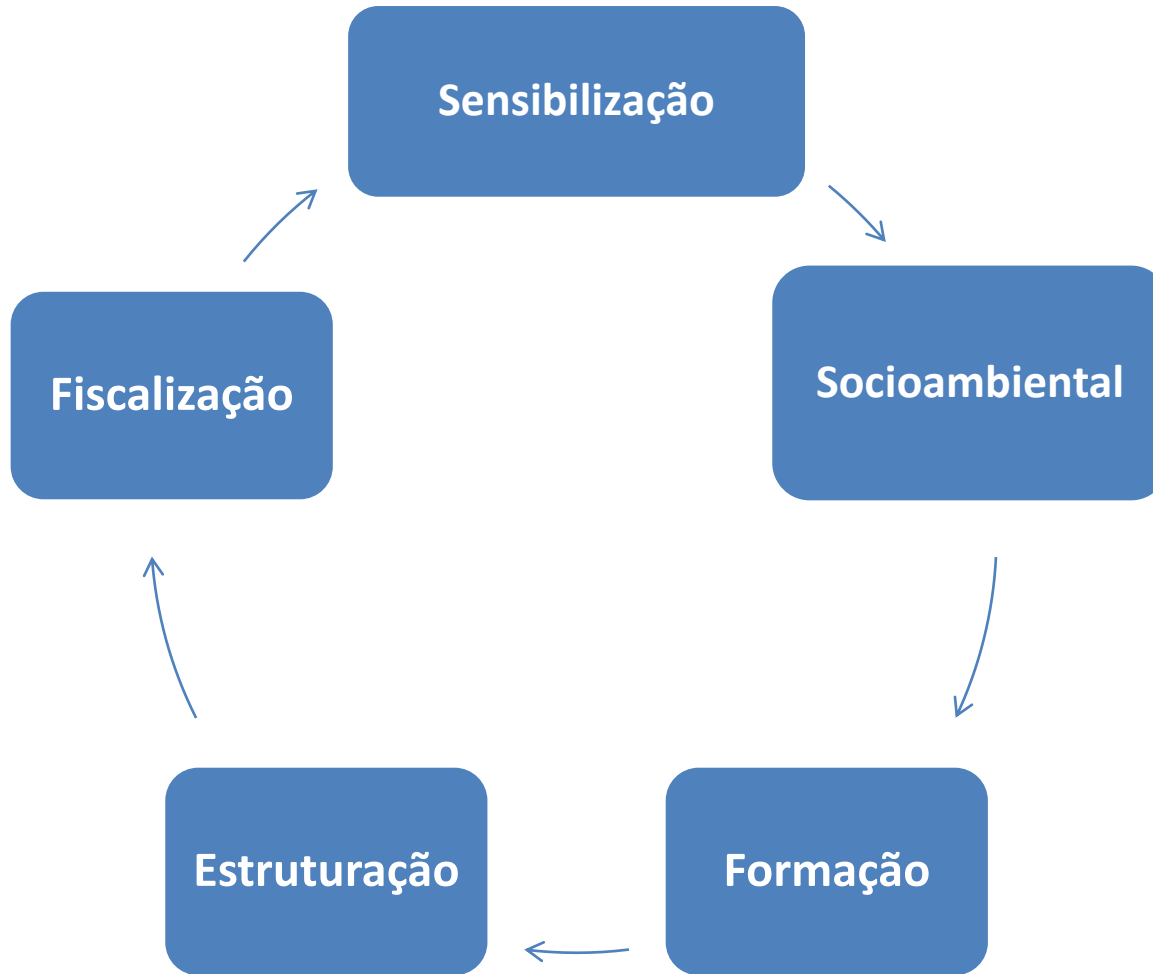 Sensibilização
Socioambiental
Formação
Estruturação
Fiscalização